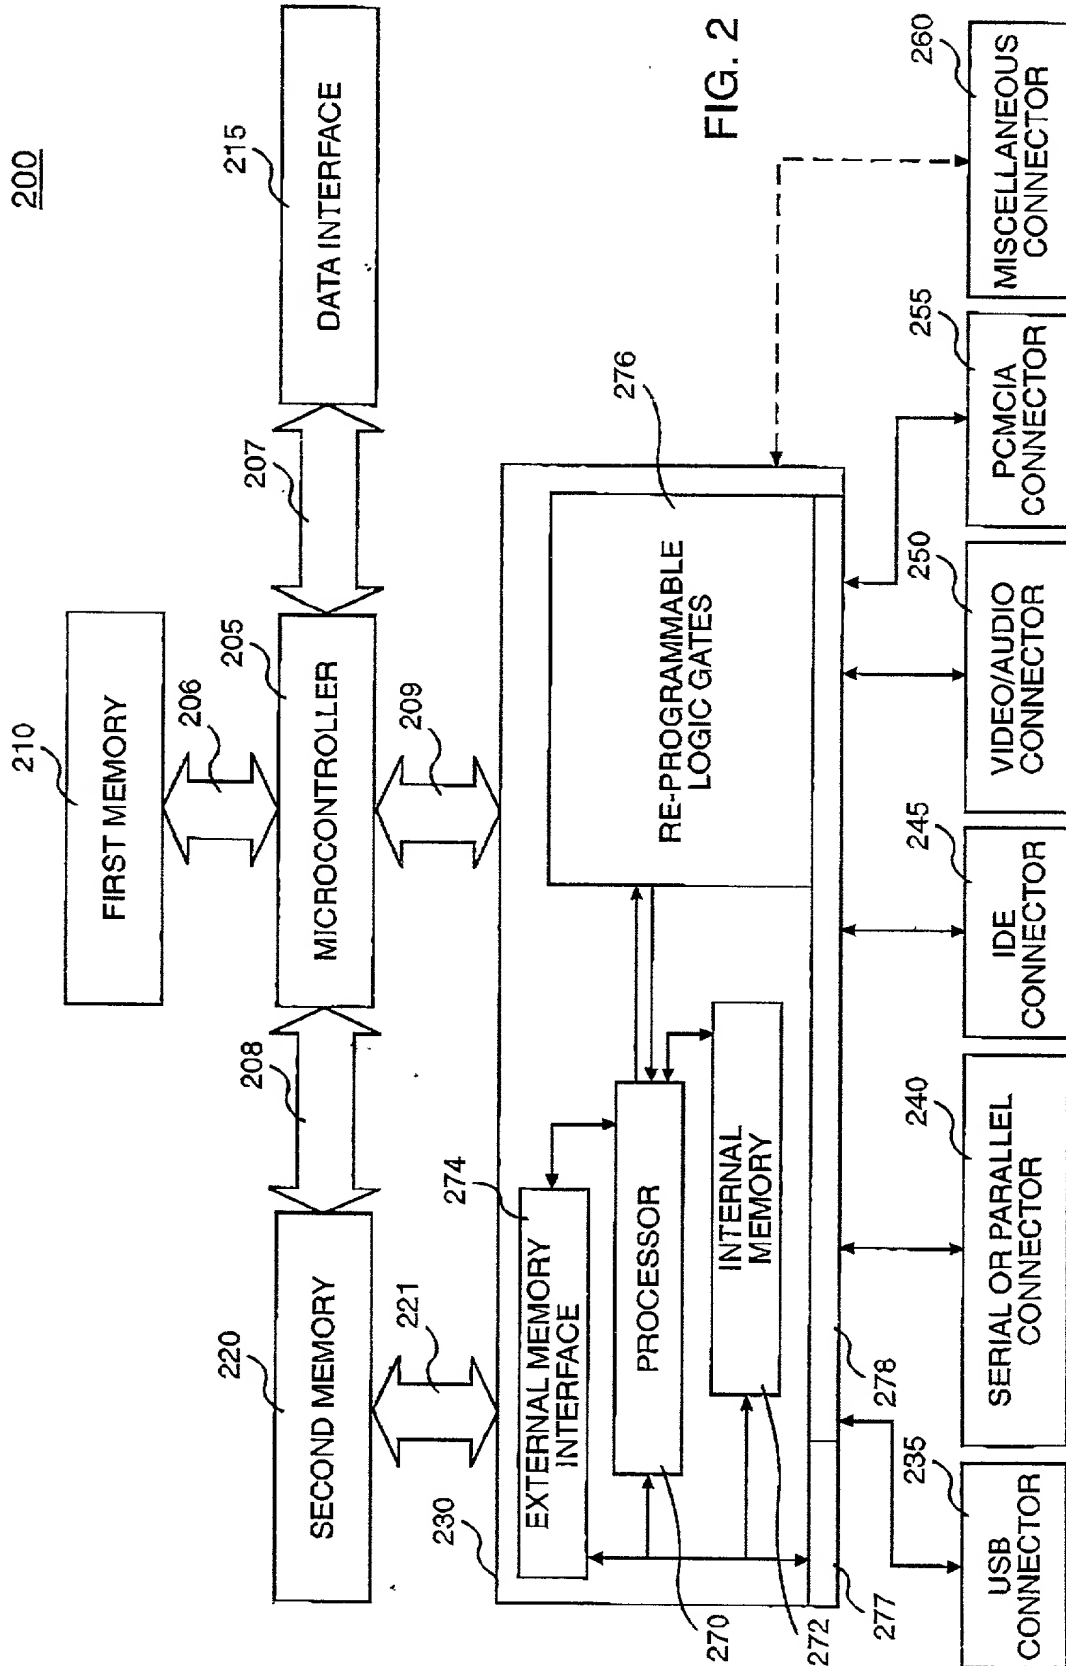 200
210
FIRST MEMORY
206
220
SECOND MEMORY
208
205
MICROCONTROLLER
207
215
DATA INTERFACE
221
209
230
274
EXTERNAL MEMORY
INTERFACE
PROCESSOR
INTERNAL
MEMORY
276
RE-PROGRAMMABLE
LOGIC GATES
270
272
277
278
FIG. 2
235
USB
CONNECTOR
240
SERIAL OR PARALLEL
CONNECTOR
245
IDE
CONNECTOR
250
VIDEO/AUDIO
CONNECTOR
255
PCMCIA
CONNECTOR
260
MISCELLANEOUS
CONNECTOR